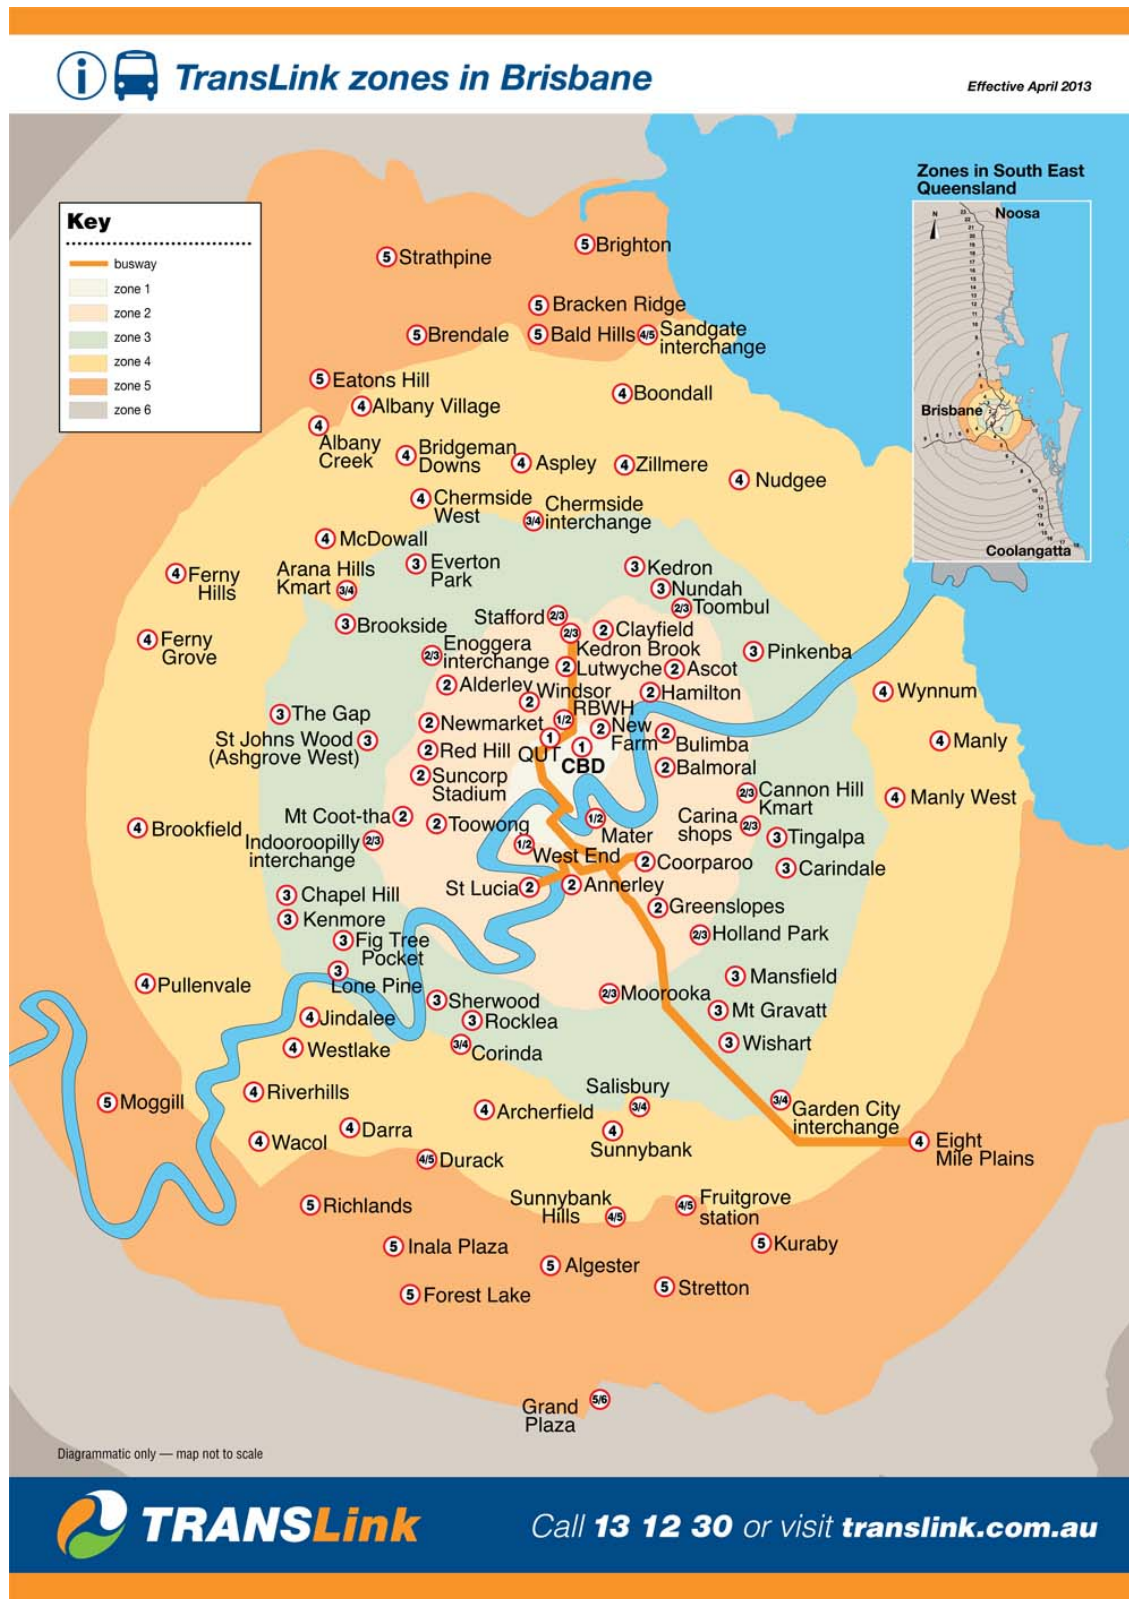 TransLink zones in Brisbane
Effective April 2013
Zones in South East
Queensland
N
Noosa
Brisbane
Coolangatta
Key
busway
zone 1
zone 2
zone 3
zone 4
zone 5
zone 6
5 Strathpine
5 Brighton
5 Bracken Ridge
5 Brendale
5 Bald Hills
4/5 Sandgate
interchange
5 Eatons Hill
4 Albany Village
4 Boondall
4 Albany
Creek
4 Bridgeman
Downs
4 Aspley
4 Zillmere
4 Nudgee
4 Chermside
West
3/4 Chermside
interchange
4 McDowall
3 Everton
Park
3 Kedron
4 Ferny
Hills
Arana Hills
Kmart 3/4
3 Nundah
2/3 Toombul
3 Brookside
Stafford 2/3
2/3 Kedron Brook
2 Clayfield
4 Ferny
Grove
2/3 Enoggera
interchange
2 Lutwyche
2 Ascot
3 Pinkenba
2 Alderley
2 Windsor
2 Hamilton
4 Wynnum
3 The Gap
2 Newmarket
1/2 RBWH
2 New
Farm
2 Bulimba
4 Manly
St Johns Wood 3
(Ashgrove West)
2 Red Hill
QUT 1
1 CBD
2 Balmoral
2 Suncorp
Stadium
2/3 Cannon Hill
Kmart
4 Manly West
Mt Coot-tha 2
2 Toowong
1/2 Mater
Carina
shops 2/3
3 Tingalpa
4 Brookfield
Indooroopilly
interchange 2/3
1/2 West End
2 Coorparoo
3 Carindale
St Lucia 2
2 Annerley
3 Chapel Hill
2 Greenslopes
3 Kenmore
2/3 Holland Park
3 Fig Tree
Pocket
3 Lone Pine
3 Mansfield
4 Pullenvale
3 Sherwood
2/3 Moorooka
3 Mt Gravatt
4 Jindalee
3 Rocklea
4 Westlake
3/4 Corinda
3 Wishart
4 Riverhills
5 Moggill
Salisbury
3/4
3/4 Garden City
interchange
4 Archerfield
4 Darra
4 Sunnybank
4 Wacol
4 Eight
Mile Plains
4/5 Durack
5 Richlands
Sunnybank
Hills 4/5
4/5 Fruitgrove
station
5 Inala Plaza
5 Kuraby
5 Algester
5 Forest Lake
5 Stretton
Grand
Plaza 5/6
Diagrammatic only — map not to scale
TRANSLink
Call 13 12 30 or visit translink.com.au